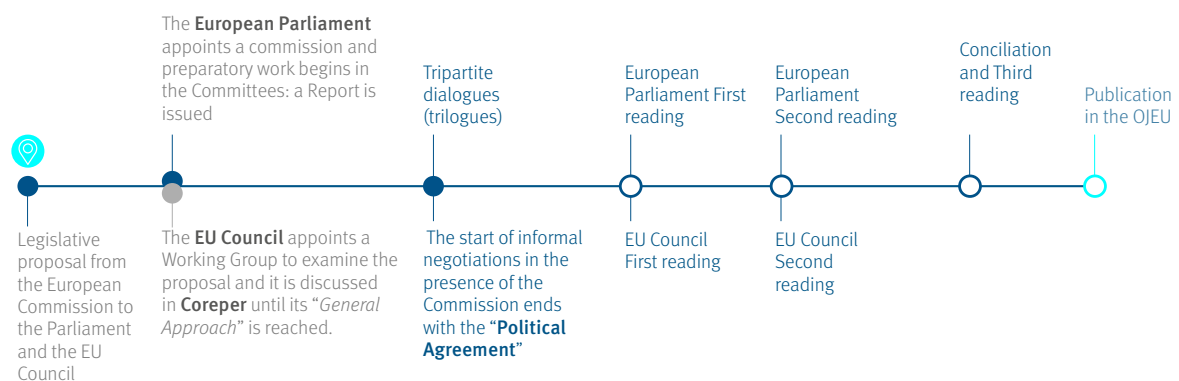 The European Parliament
appoints a commission and
preparatory work begins in
the Committees: a Report is
issued
Tripartite
dialogues
(trilogues)
European
Parliament First
reading
European
Parliament
Second reading
Conciliation
and Third
reading
Publication
in the OJEU
Legislative
proposal from
the European
Commission to
the Parliament
and the EU
Council
The EU Council appoints a
Working Group to examine the
proposal and it is discussed
in Coreper until its “General
Approach” is reached.
The start of informal
negotiations in the
presence of the
Commission ends
with the “Political
Agreement”
EU Council
First reading
EU Council
Second
reading